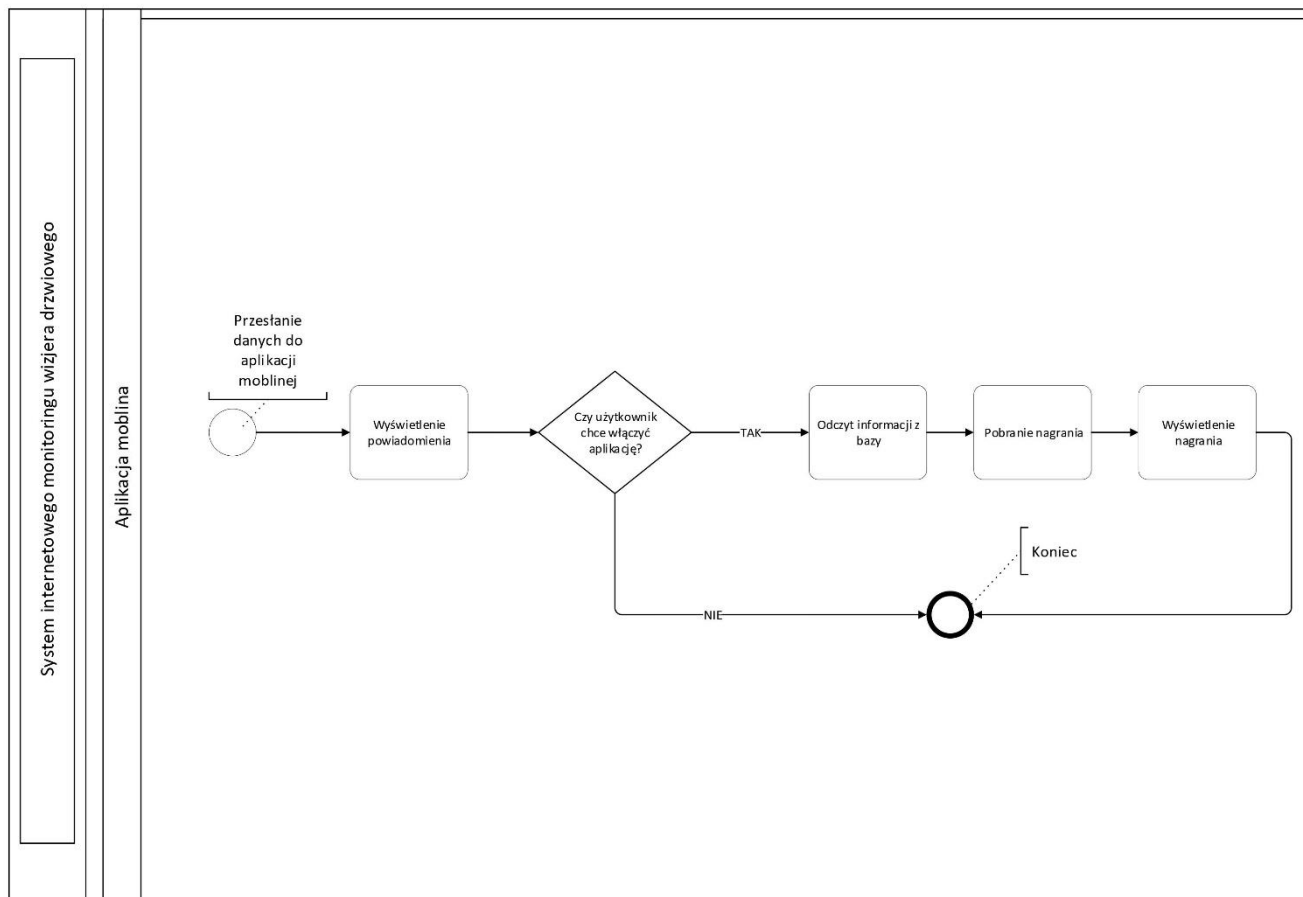 System internetowego monitoringu wizjera drzwiowego
Aplikacja moblina
Przesłanie
danych do
aplikacji
moblinej
Wyświetlenie
powiadomienia
Czy użytkownik
chce włączyć
aplikację?
TAK
Odczyt informacji z
bazy
Pobranie nagrania
Wyświetlenie
nagrania
Koniec
NIE